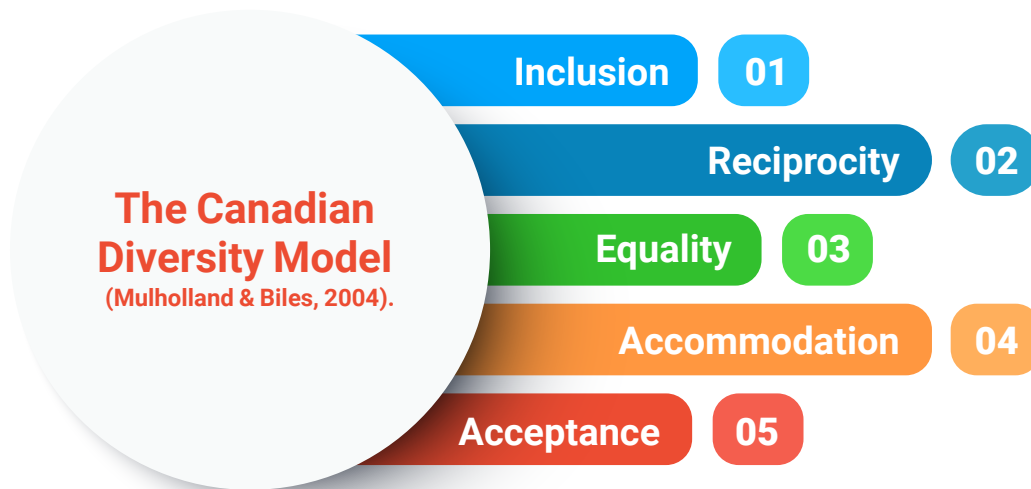 The Canadian
Diversity Model
(Mulholland & Biles, 2004).
Inclusion 01
Reciprocity 02
Equality 03
Accommodation 04
Acceptance 05